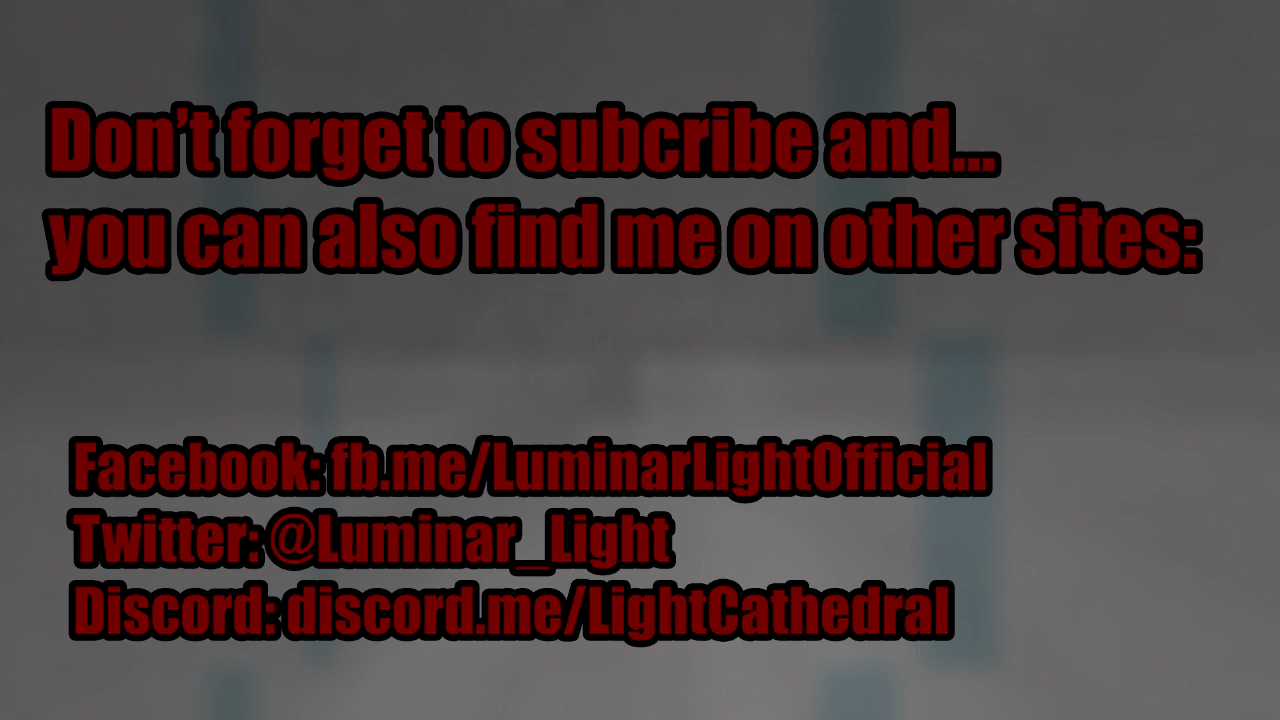 Don't forget to subcribe and...
you can also find me on other sites:
Facebook: fb.me/LuminarLightOfficial
Twitter: @Luminar_Light
Discord: discord.me/LightCathedral